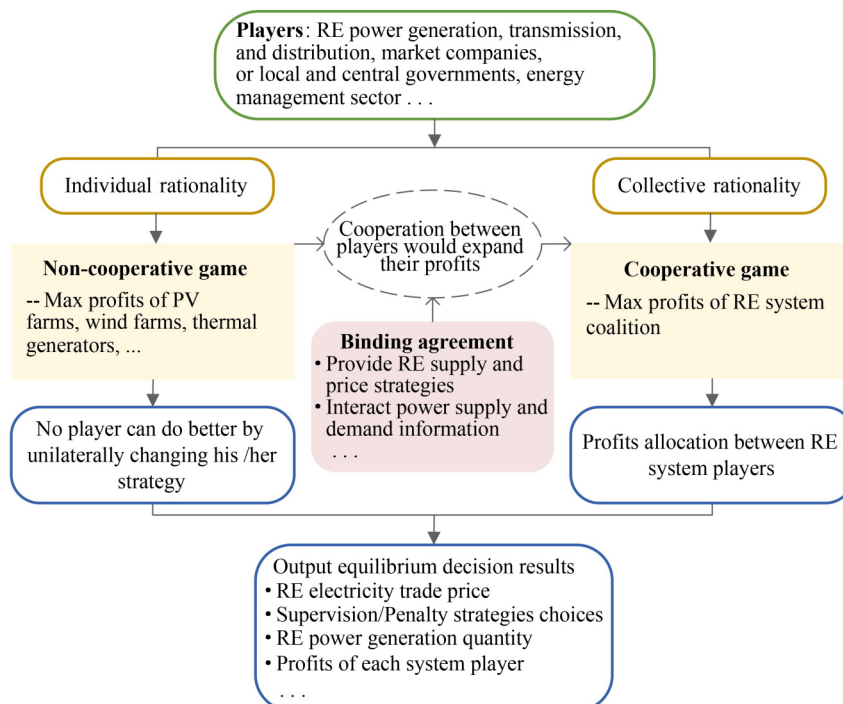 Players: RE power generation, transmission,
and distribution, market companies,
or local and central governments, energy
management sector . . .
Individual rationality
Collective rationality
Cooperation between
players would expand
their profits
Non-cooperative game
-- Max profits of PV
farms, wind farms, thermal
generators, ...
Cooperative game
-- Max profits of RE system
coalition
Binding agreement
• Provide RE supply and
price strategies
• Interact power supply and
demand information
. . .
No player can do better by
unilaterally changing his /her
strategy
Profits allocation between RE
system players
Output equilibrium decision results
• RE electricity trade price
• Supervision/Penalty strategies choices
• RE power generation quantity
• Profits of each system player
. . .